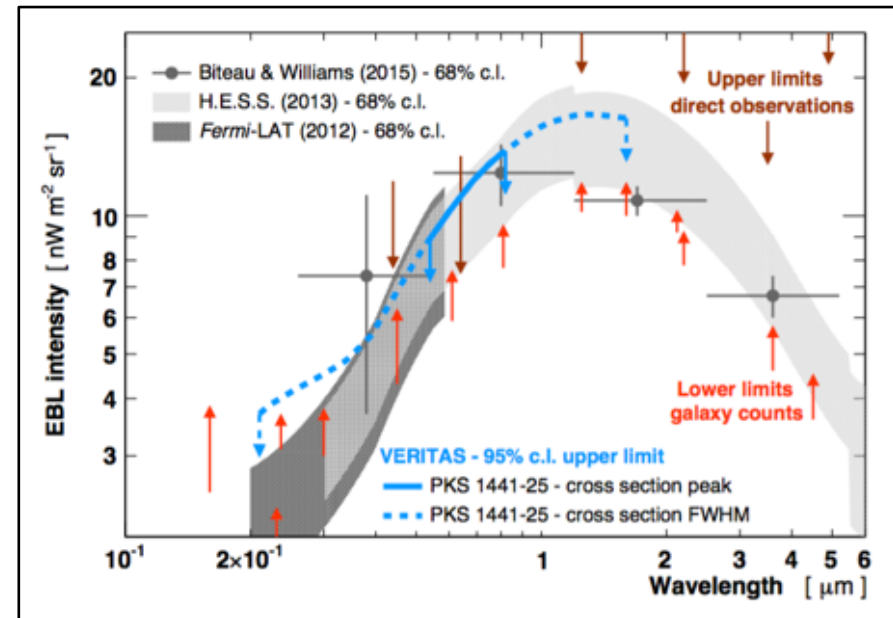 20
10
8
7
6
5
4
3
EBL intensity [ nW m⁻² sr⁻¹ ]
Biteau & Williams (2015) - 68% c.l.
H.E.S.S. (2013) - 68% c.l.
Fermi-LAT (2012) - 68% c.l.
Upper limits
direct observations
Lower limits
galaxy counts
VERITAS - 95% c.l. upper limit
PKS 1441-25 - cross section peak
PKS 1441-25 - cross section FWHM
10⁻¹ 2×10⁻¹ 1 2 3 4 5 6
Wavelength [ μm ]